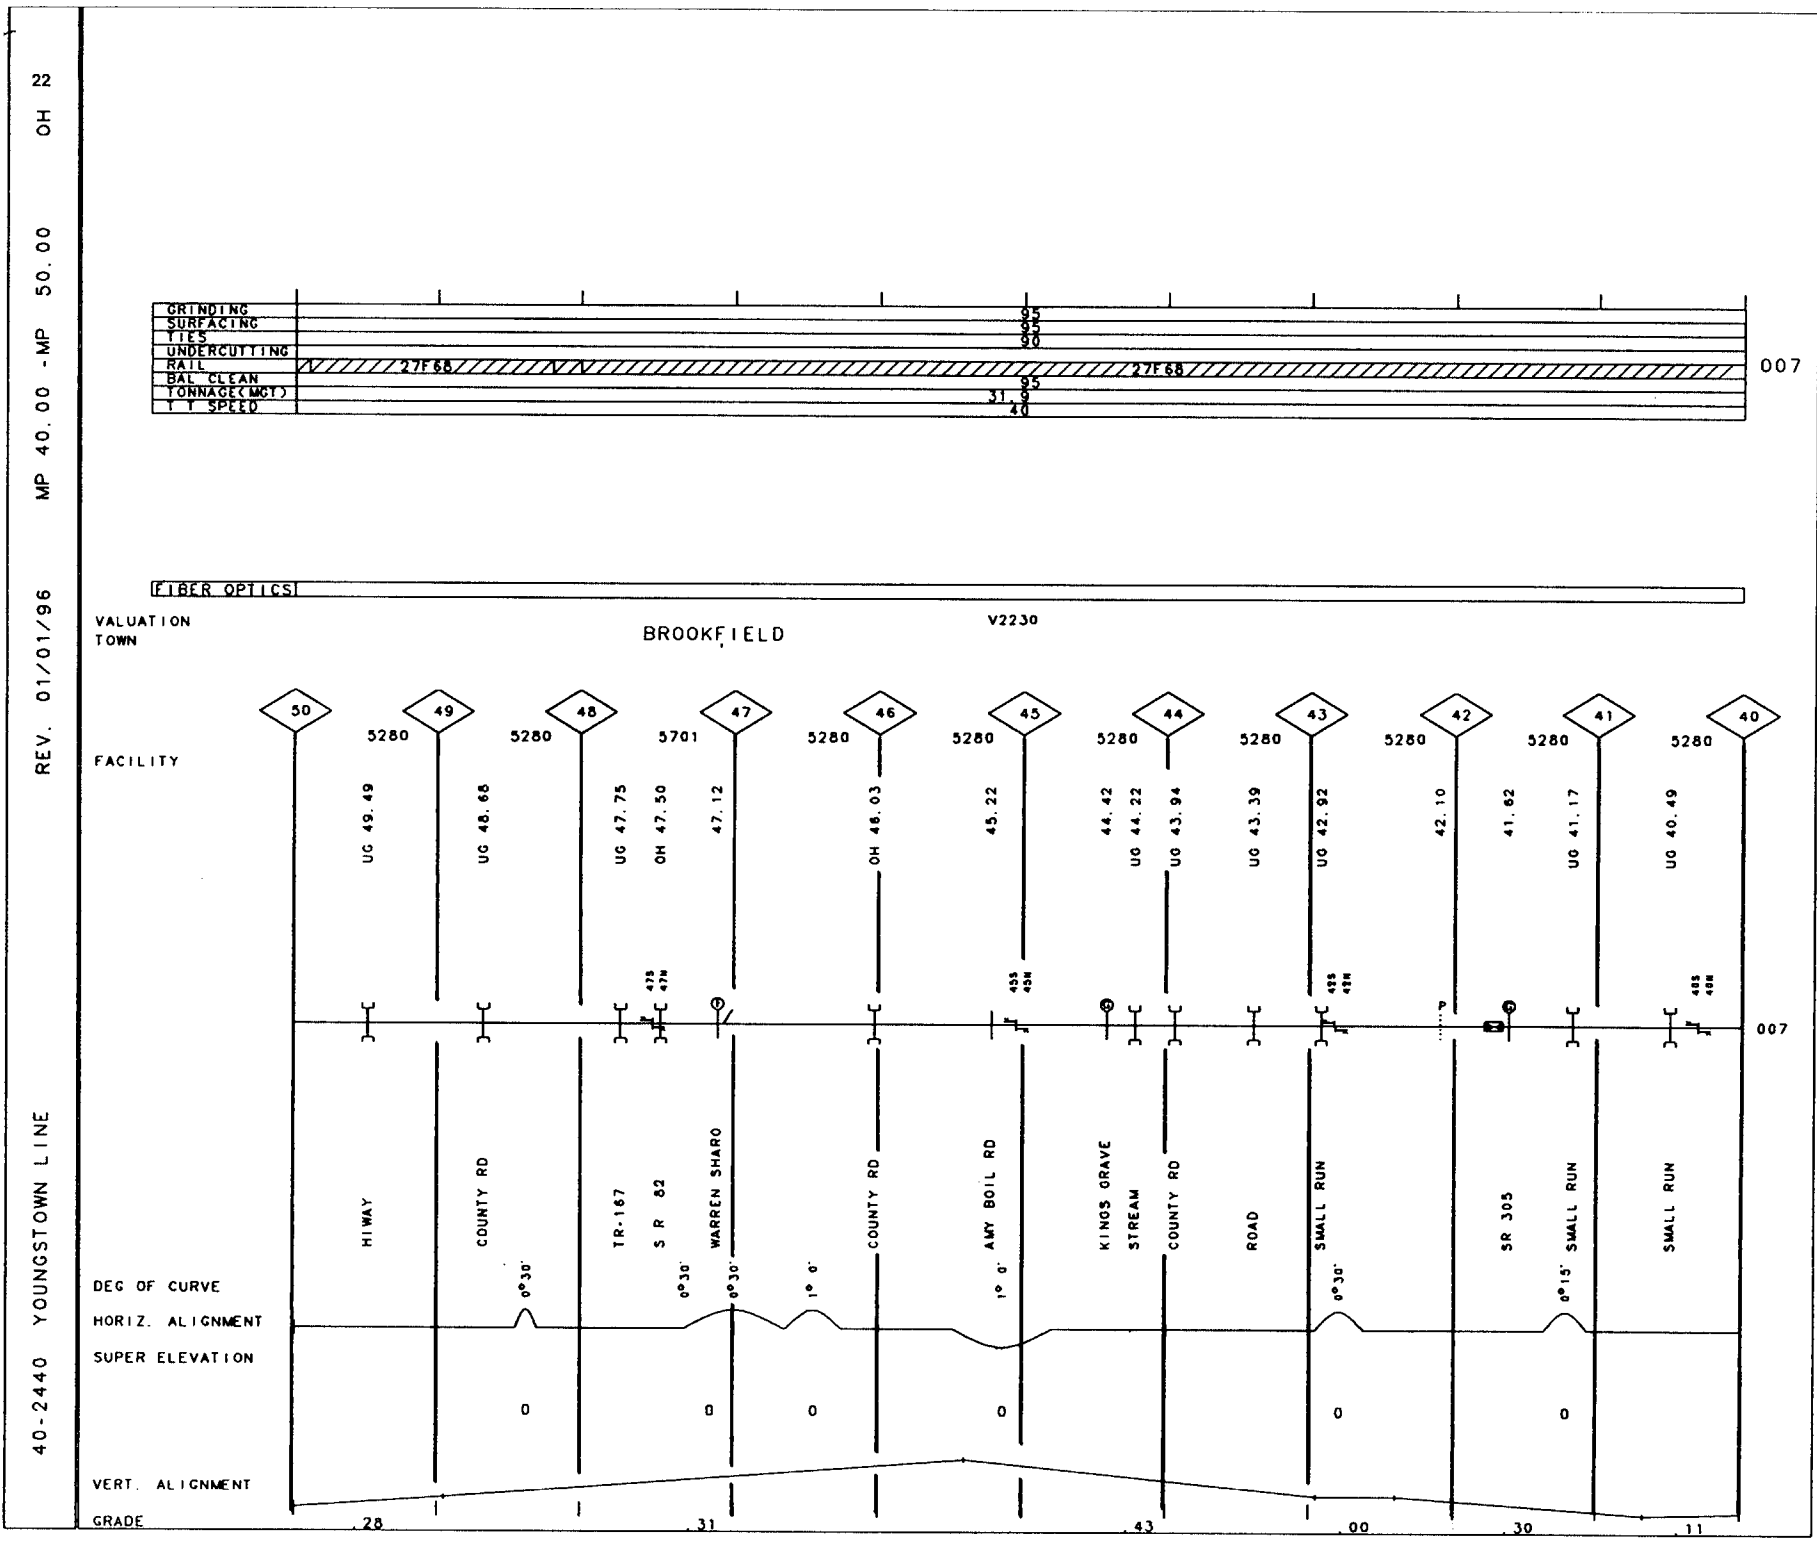 40-2440 YOUNGSTOWN LINE REV. 01/01/96 MP 40.00 -MP 50.00 OH 22
GRINDING 95
SURFACING 95
TIES 90
UNDERCUTTING
RAIL 27F68 27F68 007
BAL CLEAN 95
TONNAGE(MGT) 31.9
T T SPEED 40
FIBER OPTICS
VALUATION V2230
TOWN BROOKFIELD
50 49 48 47 46 45 44 43 42 41 40
5280 5280 5701 5280 5280 5280 5280 5280 5280 5280
FACILITY
UG 49.49
UG 48.68
UG 47.75
OH 47.50
47.12
OH 46.03
45.22
44.42
UG 44.22
UG 43.94
UG 43.39
UG 42.92
42.10
41.62
UG 41.17
UG 40.49
47S
47N
45S
45N
42S
42N
40S
40N
P
007
HIWAY
COUNTY RD
TR-167
S R 82
WARREN SHARO
COUNTY RD
AMY BOIL RD
KINGS GRAVE
STREAM
COUNTY RD
ROAD
SMALL RUN
SR 305
SMALL RUN
SMALL RUN
DEG OF CURVE 0°30' 0°30' 0°30' 1° 0' 1° 0' 0°30' 0°15'
HORIZ. ALIGNMENT
SUPER ELEVATION
0 0 0 0 0 0
VERT. ALIGNMENT
GRADE .28 .31 .43 .00 .30 .11